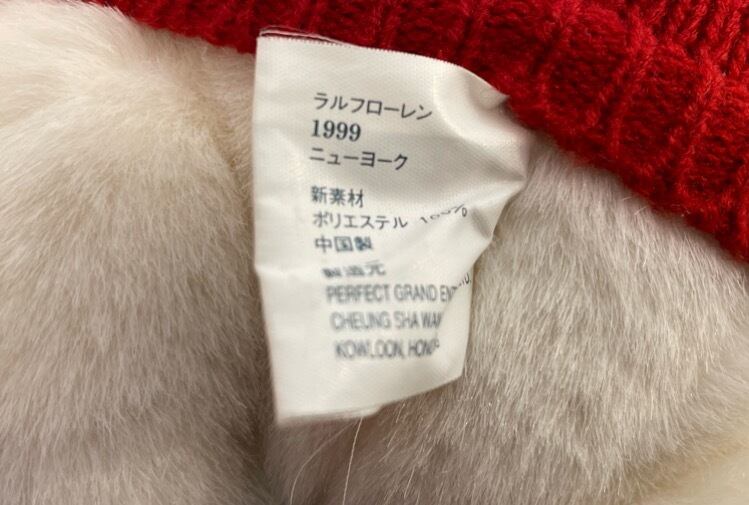 ラルフローレン
1999
ニューヨーク
新素材
ポリエステル 100%
中国製
製造元
PERFECT GRAND
CHEUNG SHA
KOWLOON,